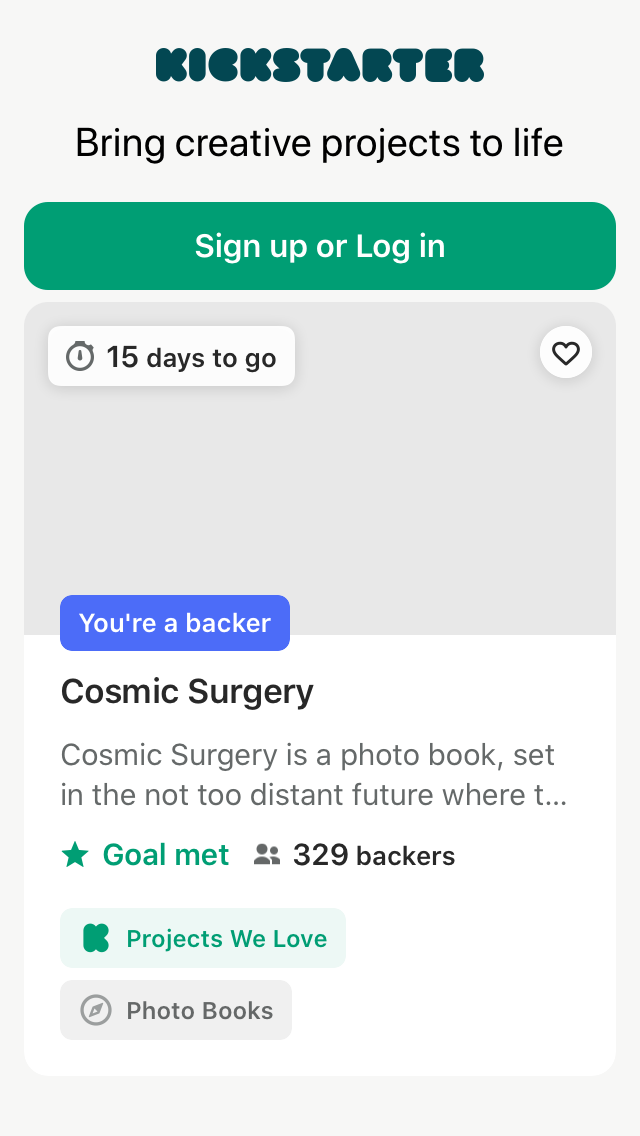 KICKSTARTER
Bring creative projects to life
Sign up or Log in
15 days to go
You're a backer
Cosmic Surgery
Cosmic Surgery is a photo book, set
in the not too distant future where t...
Goal met 329 backers
Projects We Love
Photo Books